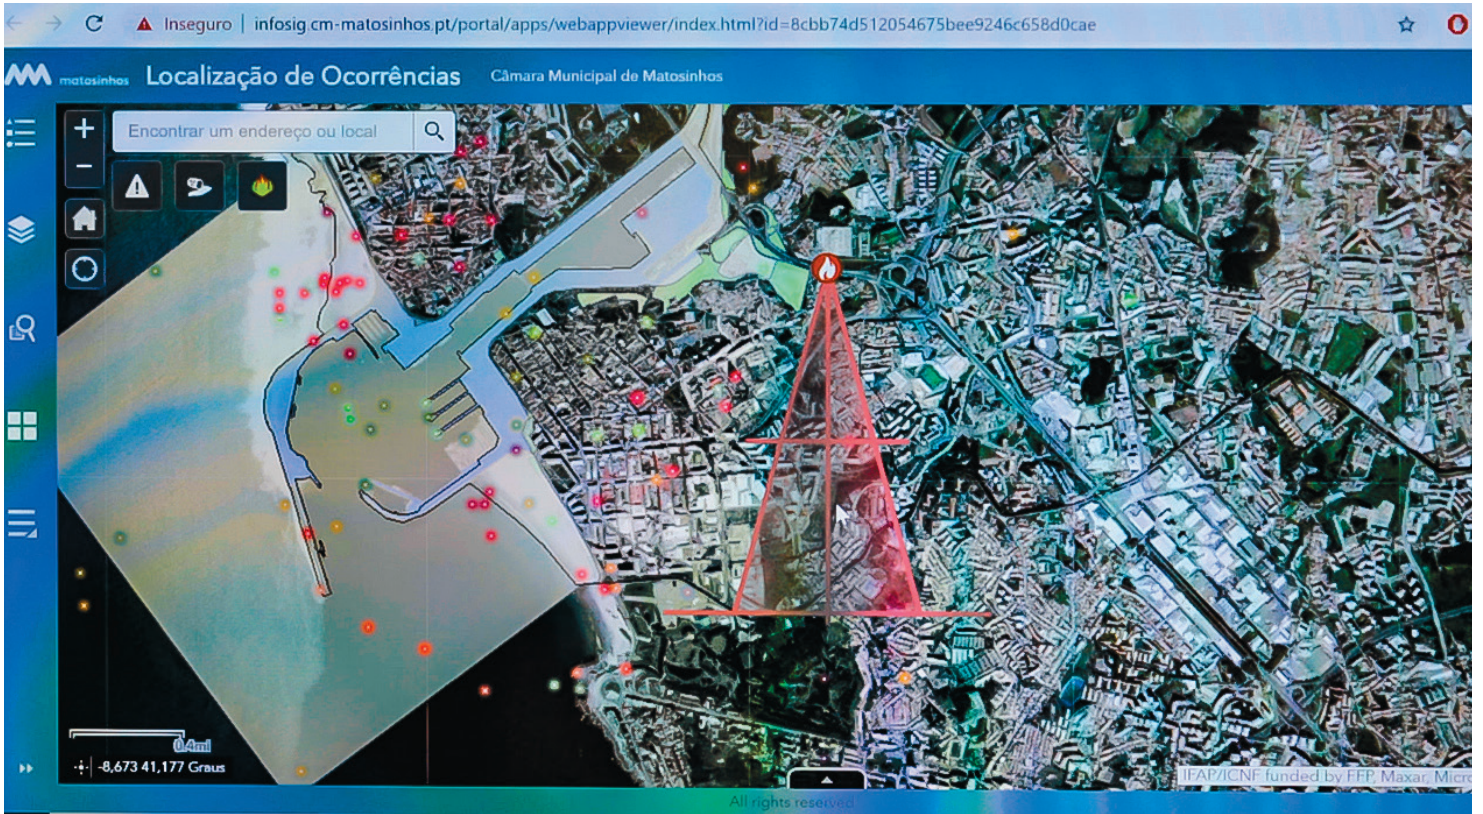 Inseguro | infosig.cm-matosinhos.pt/portal/apps/webappviewer/index.html?id=8cbb74d512054675bee9246c658d0cae
matosinhos Localização de Ocorrências Câmara Municipal de Matosinhos
Encontrar um endereço ou local
0,4mi
-8,673 41,177 Graus
IFAP/ICNF funded by FFP, Maxar, Micro
All rights reserved